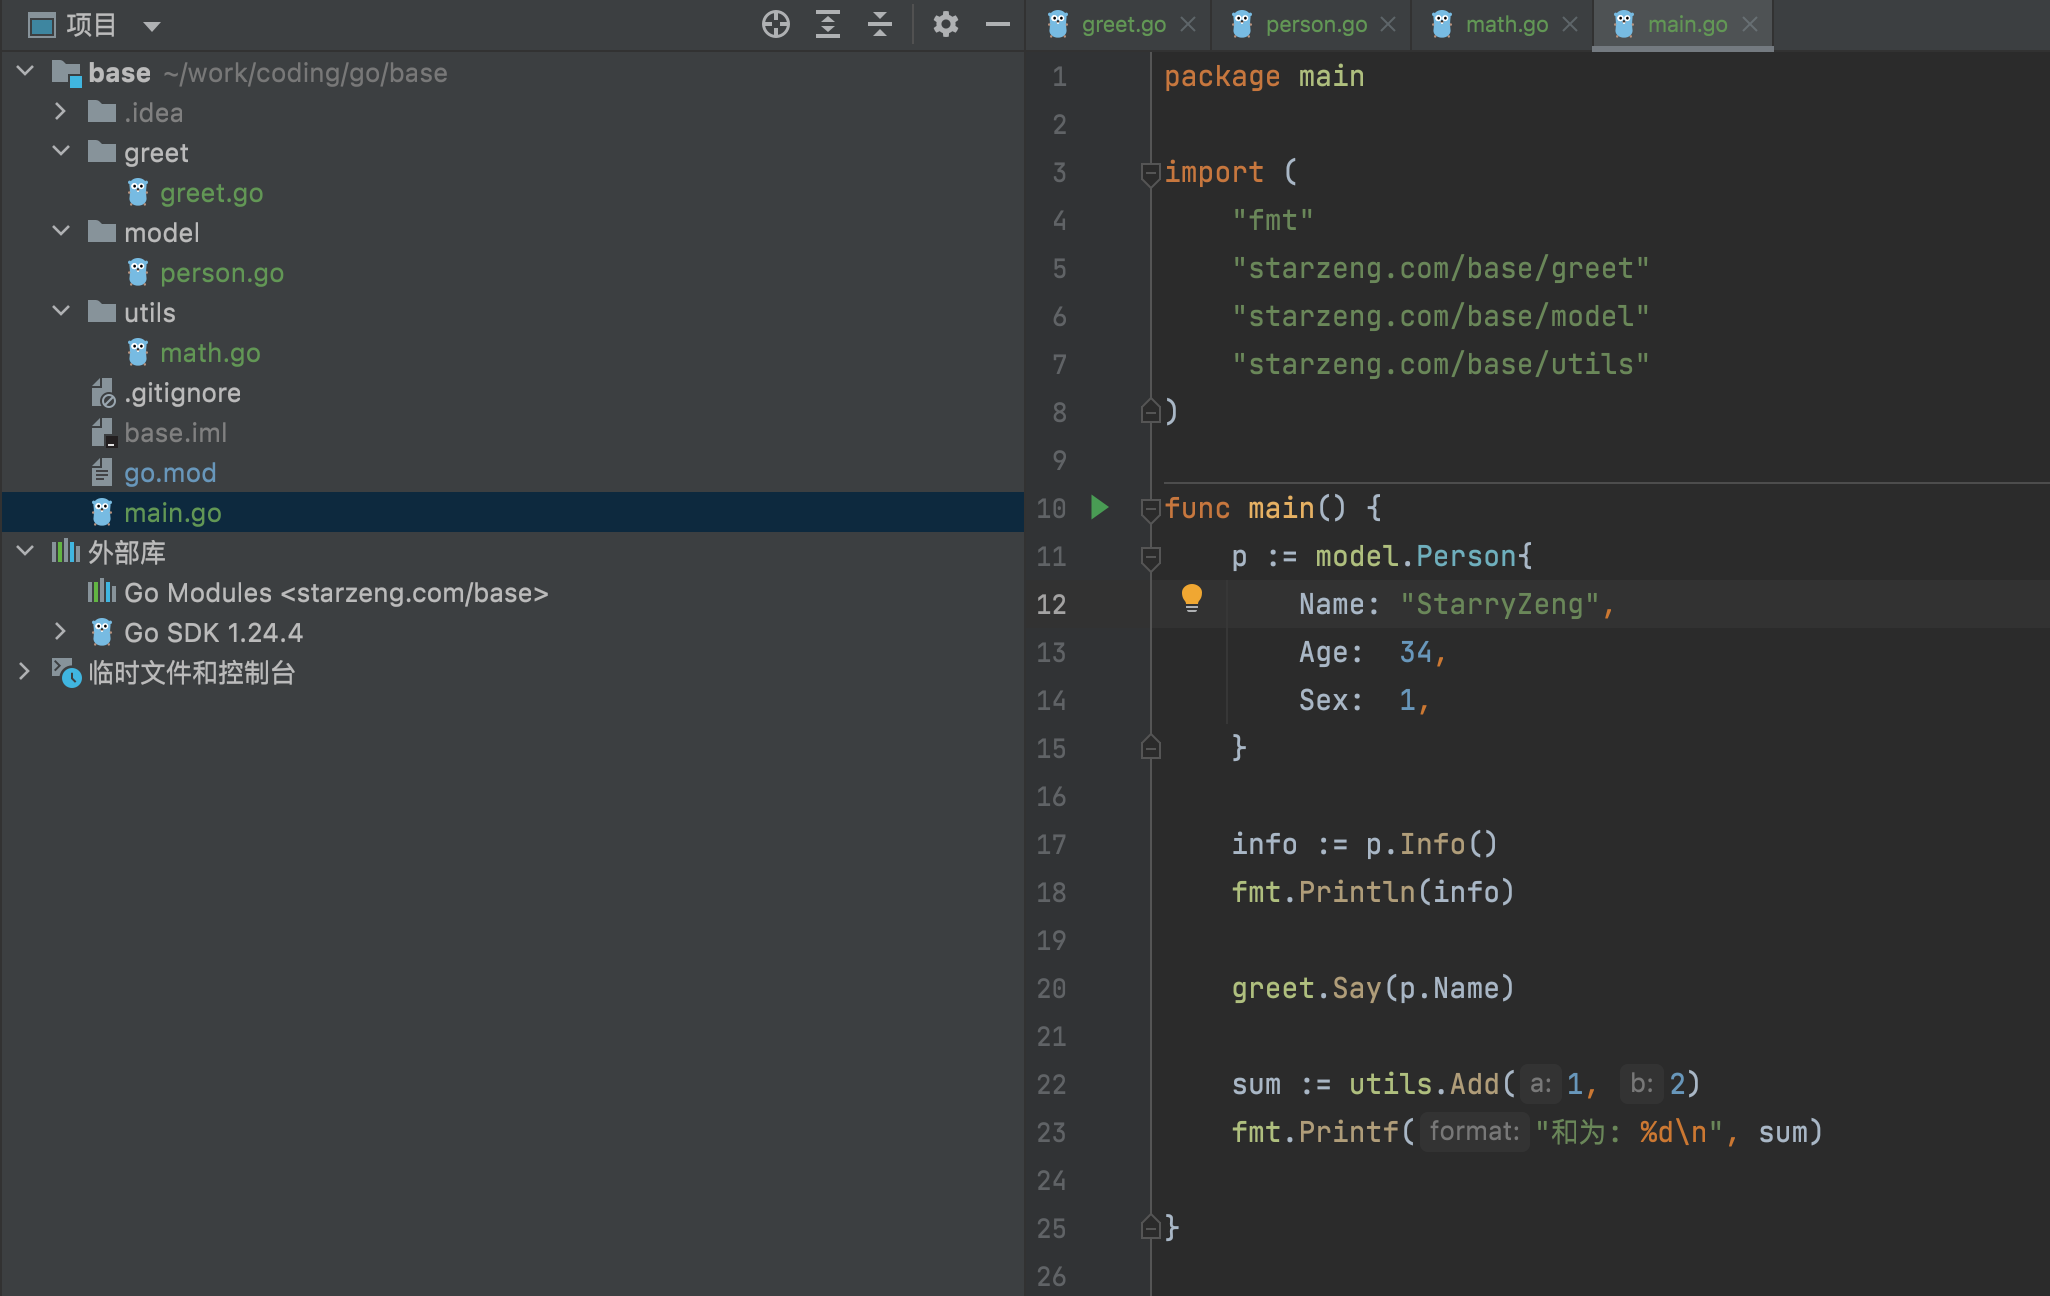 项目
base ~/work/coding/go/base
.idea
greet
greet.go
model
person.go
utils
math.go
.gitignore
base.iml
go.mod
main.go
外部库
Go Modules <starzeng.com/base>
Go SDK 1.24.4
临时文件和控制台
greet.go person.go math.go main.go
1 package main
2
3 import (
4 "fmt"
5 "starzeng.com/base/greet"
6 "starzeng.com/base/model"
7 "starzeng.com/base/utils"
8 )
9
10 func main() {
11 p := model.Person{
12 Name: "StarryZeng",
13 Age: 34,
14 Sex: 1,
15 }
16
17 info := p.Info()
18 fmt.Println(info)
19
20 greet.Say(p.Name)
21
22 sum := utils.Add( a: 1, b: 2)
23 fmt.Printf( format: "和为: %d\n", sum)
24
25 }
26